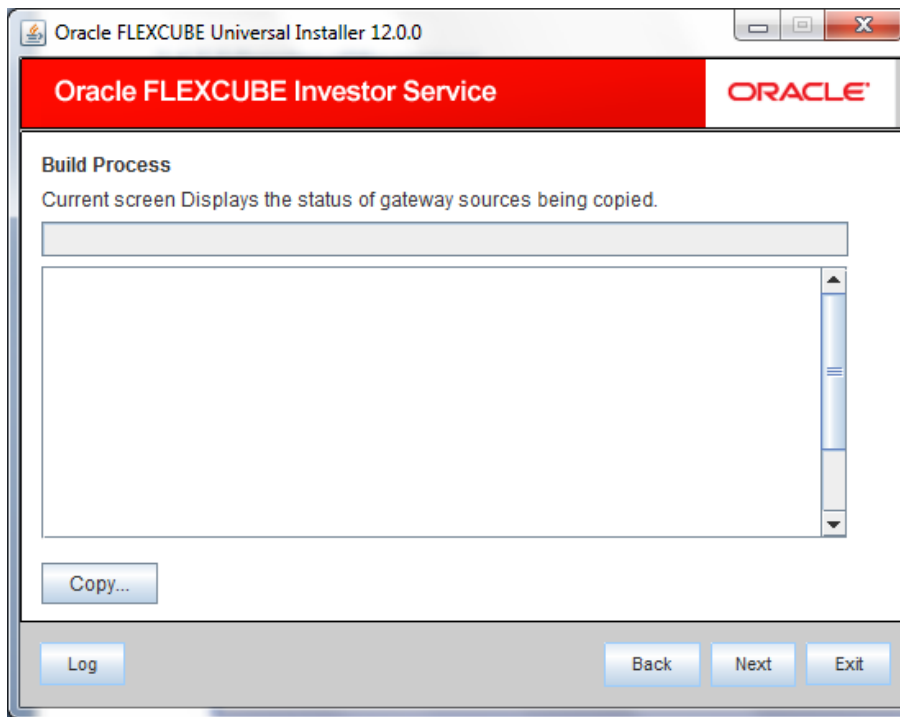 Oracle FLEXCUBE Universal Installer 12.0.0
Oracle FLEXCUBE Investor Service
ORACLE
Build Process
Current screen Displays the status of gateway sources being copied.
Copy...
Log Back Next Exit